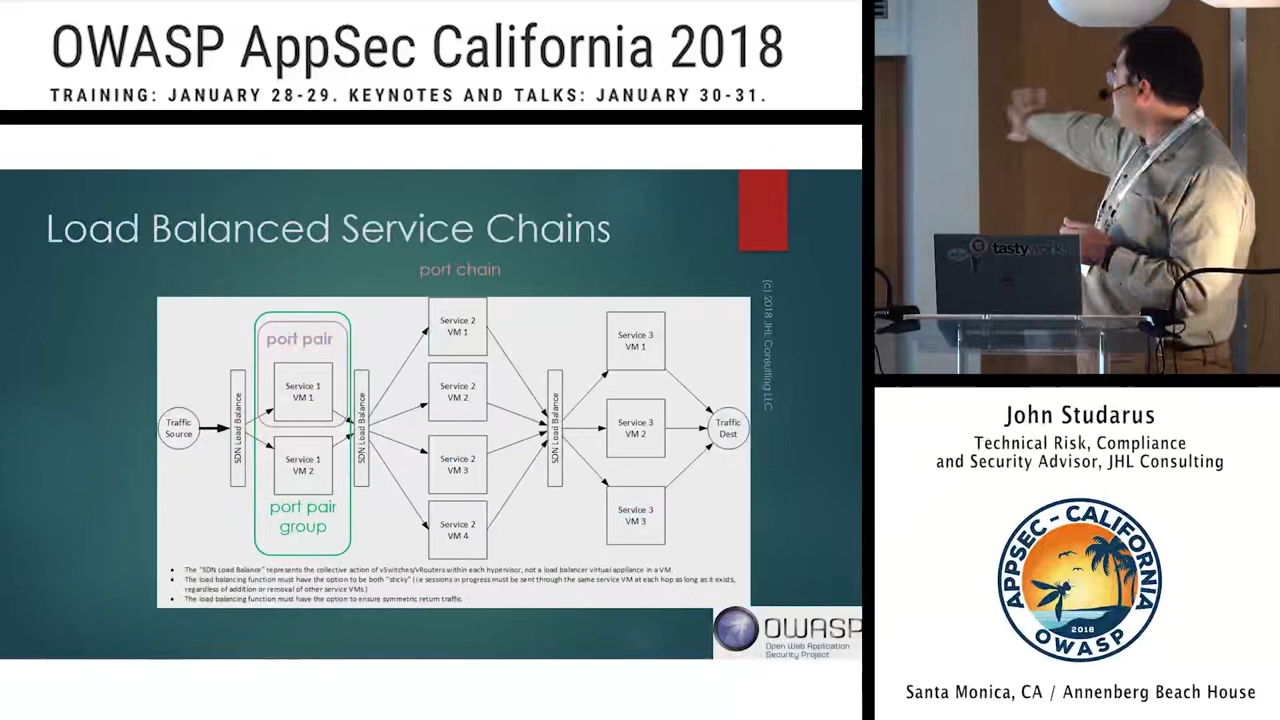 OWASP AppSec California 2018
TRAINING: JANUARY 28-29. KEYNOTES AND TALKS: JANUARY 30-31.
Load Balanced Service Chains
port chain
(c) 2018 JHL Consulting LLC
port pair
Traffic
Source
SDN Load Balance
Service 1
VM 1
Service 1
VM 2
port pair
group
SDN Load Balance
Service 2
VM 1
Service 2
VM 2
Service 2
VM 3
Service 2
VM 4
SDN Load Balance
Service 3
VM 1
Service 3
VM 2
Service 3
VM 3
Traffic
Dest
• The "SDN Load Balance" represents the collective action of vSwitches/vRouters within each hypervisor, not a load balancer virtual appliance in a VM.
• The load balancing function must have the option to be both "sticky" (i.e sessions in progress must be sent through the same service VM at each hop as long as it exists,
regardless of addition or removal of other service VMs.)
• The load balancing function must have the option to ensure symmetric return traffic.
OWASP
Open Web Application
Security Project
tastywork
John Studarus
Technical Risk, Compliance
and Security Advisor, JHL Consulting
APPSEC - CALIFORNIA
2018
OWASP
Santa Monica, CA / Annenberg Beach House